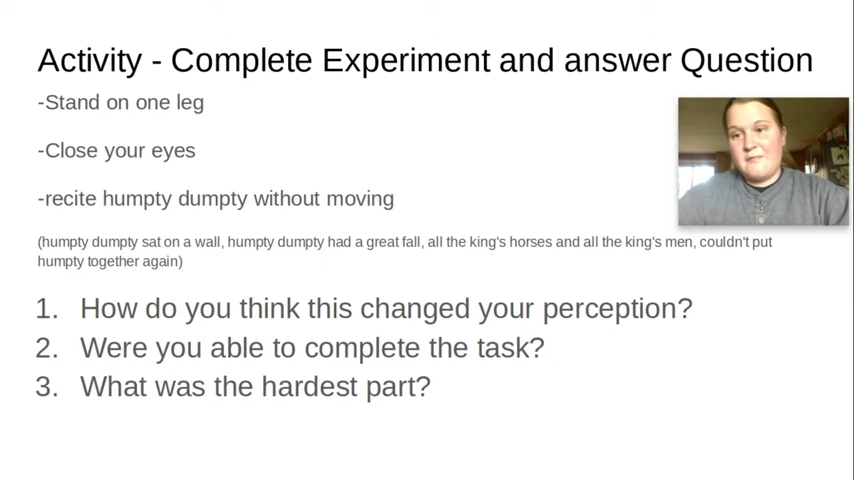 Activity - Complete Experiment and answer Question
-Stand on one leg
-Close your eyes
-recite humpty dumpty without moving
(humpty dumpty sat on a wall, humpty dumpty had a great fall, all the king's horses and all the king's men, couldn't put
humpty together again)
1. How do you think this changed your perception?
2. Were you able to complete the task?
3. What was the hardest part?